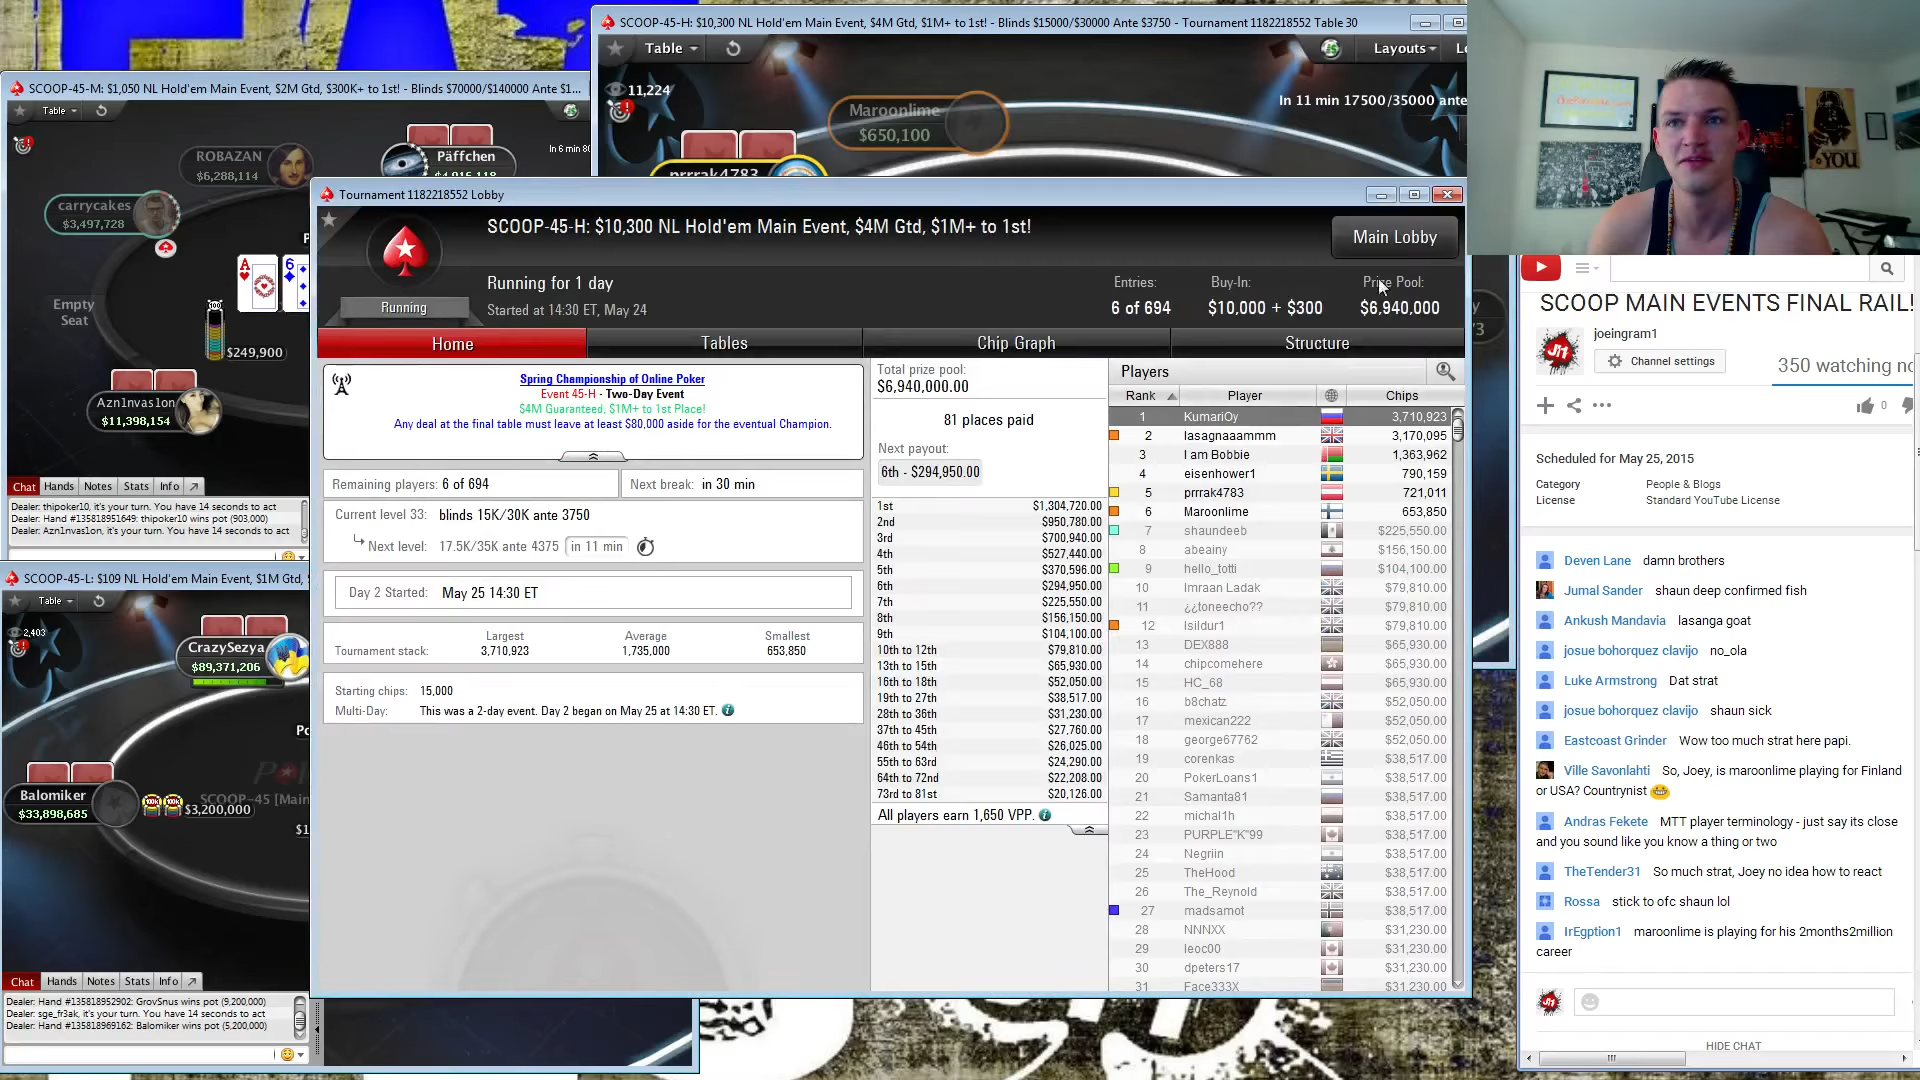 SCOOP-45-H: $10,300 NL Hold'em Main Event, $4M Gtd, $1M+ to 1st! - Blinds $15000/$30000 Ante $3750 - Tournament 1182218552 Table 30
Table
Layouts
11,224
In 11 min 17500/35000 ante
Maroonlime
$650,100
prrrak4783
SCOOP-45-M: $1,050 NL Hold'em Main Event, $2M Gtd, $300K+ to 1st! - Blinds $70000/$140000 Ante $1...
Table
In 6 min 80
ROBAZAN
$6,288,114
Päffchen
$4,916,118
carrycakes
$3,497,728
Empty
Seat
A
6
$249,900
Azn1nvas1on
$11,398,154
Chat Hands Notes Stats Info
Dealer: thipoker10, it's your turn. You have 14 seconds to act
Dealer: Hand #135818951649: thipoker10 wins pot (903,000)
Dealer: Azn1nvas1on, it's your turn. You have 14 seconds to act
SCOOP-45-L: $109 NL Hold'em Main Event, $1M Gtd,
Table
2,403
CrazySezya
$89,371,206
Balomiker
$33,898,685
$3,200,000
SCOOP-45 [Main
Chat Hands Notes Stats Info
Dealer: Hand #135818952902: GrovSnus wins pot (9,200,000)
Dealer: sge_fr3ak, it's your turn. You have 14 seconds to act
Dealer: Hand #135818969162: Balomiker wins pot (5,200,000)
Tournament 1182218552 Lobby
SCOOP-45-H: $10,300 NL Hold'em Main Event, $4M Gtd, $1M+ to 1st!
Main Lobby
Running
Running for 1 day
Started at 14:30 ET, May 24
Entries: Buy-In: Prize Pool:
6 of 694 $10,000 + $300 $6,940,000
Home Tables Chip Graph Structure
Spring Championship of Online Poker
Event 45-H - Two-Day Event
$4M Guaranteed, $1M+ to 1st Place!
Any deal at the final table must leave at least $80,000 aside for the eventual Champion.
Remaining players: 6 of 694
Next break: in 30 min
Current level 33: blinds 15K/30K ante 3750
Next level: 17.5K/35K ante 4375 in 11 min
Day 2 Started: May 25 14:30 ET
Largest Average Smallest
Tournament stack: 3,710,923 1,735,000 653,850
Starting chips: 15,000
Multi-Day: This was a 2-day event. Day 2 began on May 25 at 14:30 ET.
Total prize pool:
$6,940,000.00
81 places paid
Next payout:
6th - $294,950.00
1st $1,304,720.00
2nd $950,780.00
3rd $700,940.00
4th $527,440.00
5th $370,596.00
6th $294,950.00
7th $225,550.00
8th $156,150.00
9th $104,100.00
10th to 12th $79,810.00
13th to 15th $65,930.00
16th to 18th $52,050.00
19th to 27th $38,517.00
28th to 36th $31,230.00
37th to 45th $27,760.00
46th to 54th $26,025.00
55th to 63rd $24,290.00
64th to 72nd $22,208.00
73rd to 81st $20,126.00
All players earn 1,650 VPP.
Players
Rank Player Chips
1 KumariOy 3,710,923
2 lasagnaaammm 3,170,095
3 I am Bobbie 1,363,962
4 eisenhower1 790,159
5 prrrak4783 721,011
6 Maroonlime 653,850
7 shaundeeb $225,550.00
8 abeainy $156,150.00
9 hello_totti $104,100.00
10 Imraan Ladak $79,810.00
11 ¿¿toneecho?? $79,810.00
12 Isildur1 $79,810.00
13 DEX888 $65,930.00
14 chipcomehere $65,930.00
15 HC_68 $65,930.00
16 b8chatz $52,050.00
17 mexican222 $52,050.00
18 george67762 $52,050.00
19 corenkas $38,517.00
20 PokerLoans1 $38,517.00
21 Samanta81 $38,517.00
22 michal1h $38,517.00
23 PURPLE"K"99 $38,517.00
24 Negriin $38,517.00
25 TheHood $38,517.00
26 The_Reynold $38,517.00
27 madsamot $38,517.00
28 NNNXX $31,230.00
29 leoc00 $31,230.00
30 dpeters17 $31,230.00
31 Face333X $31,230.00
FINAL
YOU
SCOOP MAIN EVENTS FINAL RAIL!
joeingram1
Channel settings
350 watching no
0
Scheduled for May 25, 2015
Category People & Blogs
License Standard YouTube License
Deven Lane damn brothers
Jumal Sander shaun deep confirmed fish
Ankush Mandavia lasanga goat
josue bohorquez clavijo no_ola
Luke Armstrong Dat strat
josue bohorquez clavijo shaun sick
Eastcoast Grinder Wow too much strat here papi.
Ville Savonlahti So, Joey, is maroonlime playing for Finland
or USA? Countrynist
Andras Fekete MTT player terminology - just say its close
and you sound like you know a thing or two
TheTender31 So much strat, Joey no idea how to react
Rossa stick to ofc shaun lol
IrEgption1 maroonlime is playing for his 2months2million
career
HIDE CHAT